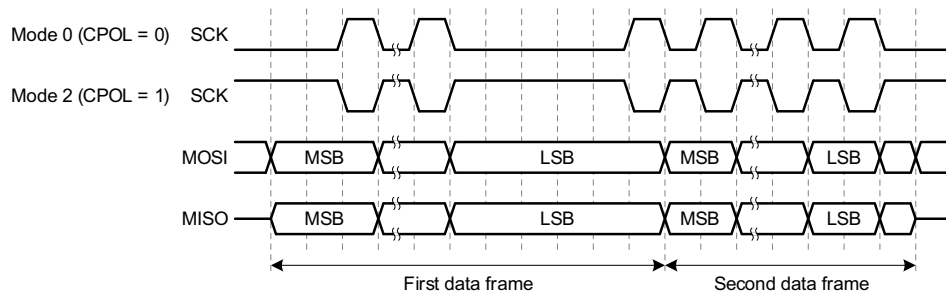 Mode 0 (CPOL = 0) SCK
Mode 2 (CPOL = 1) SCK
MOSI MSB LSB MSB LSB
MISO MSB LSB MSB LSB
First data frame Second data frame